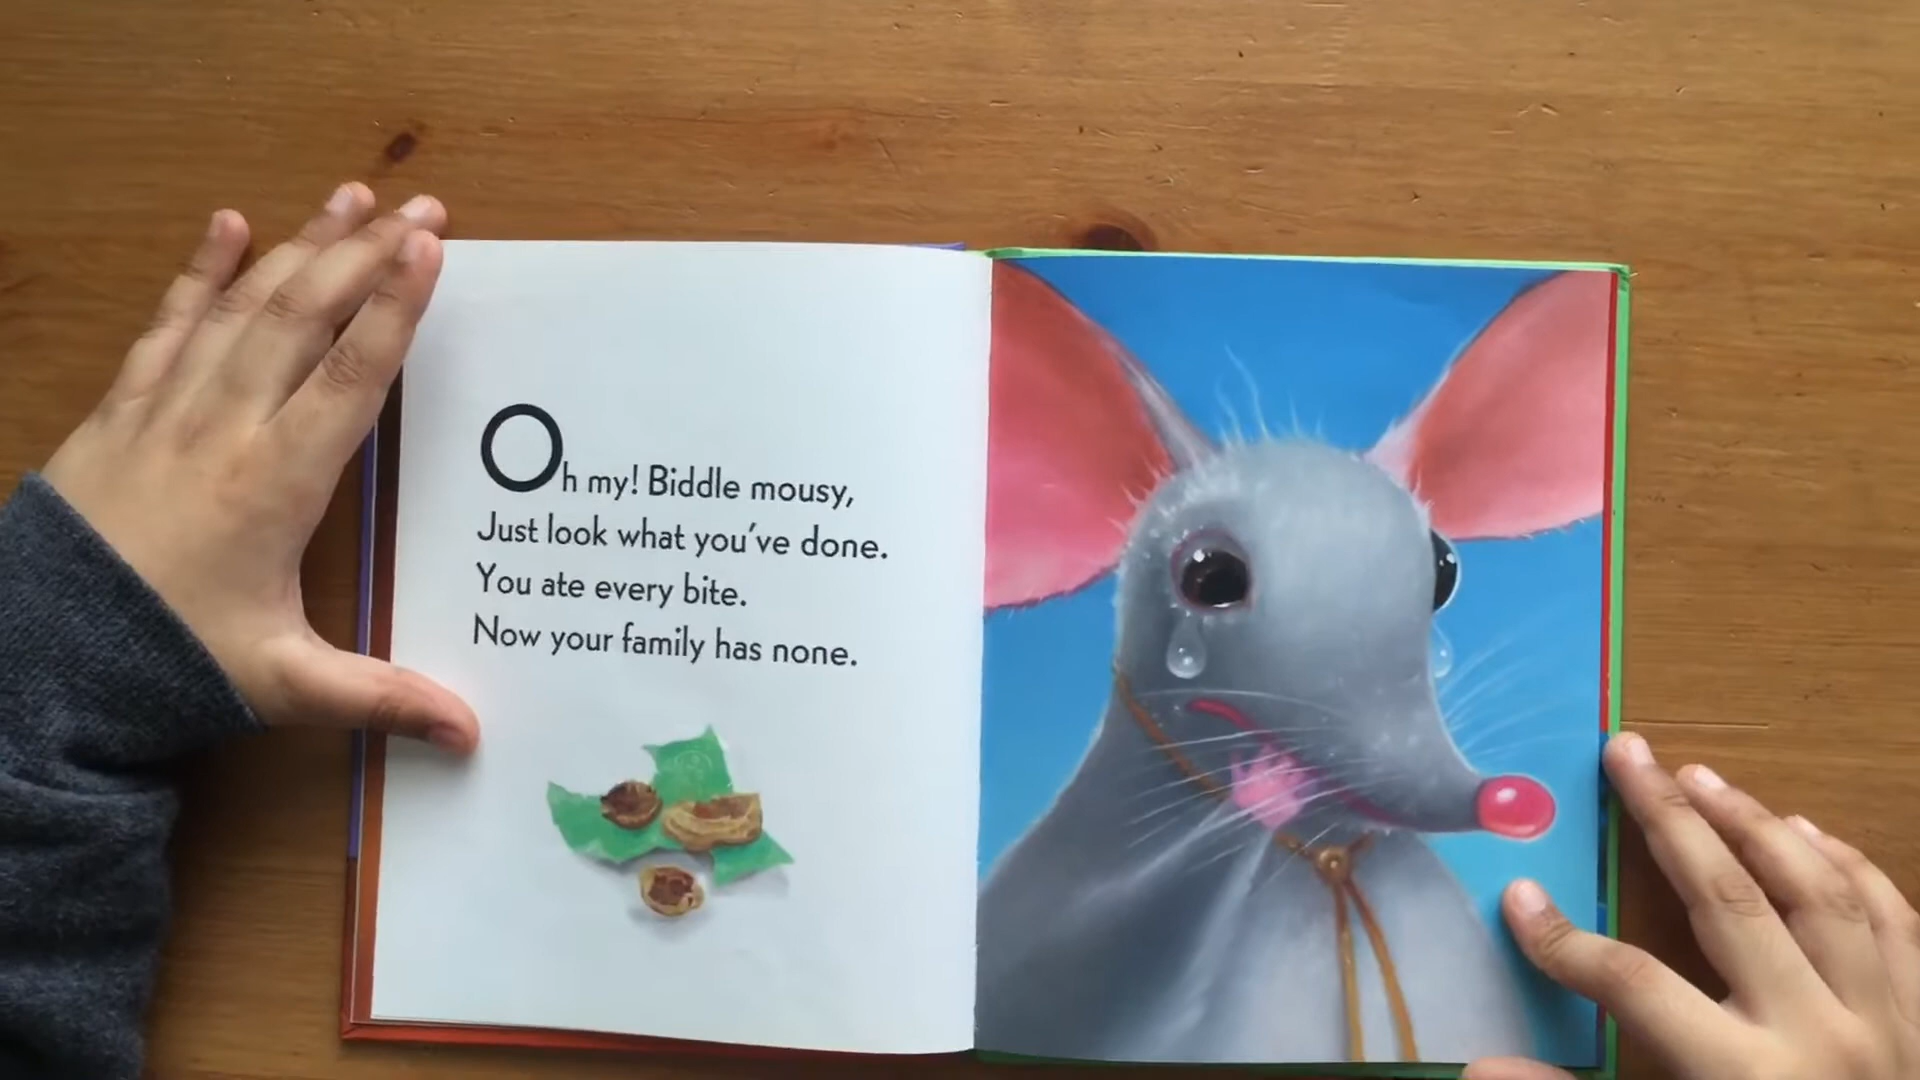 Oh my! Biddle mousy,
Just look what you've done.
You ate every bite.
Now your family has none.